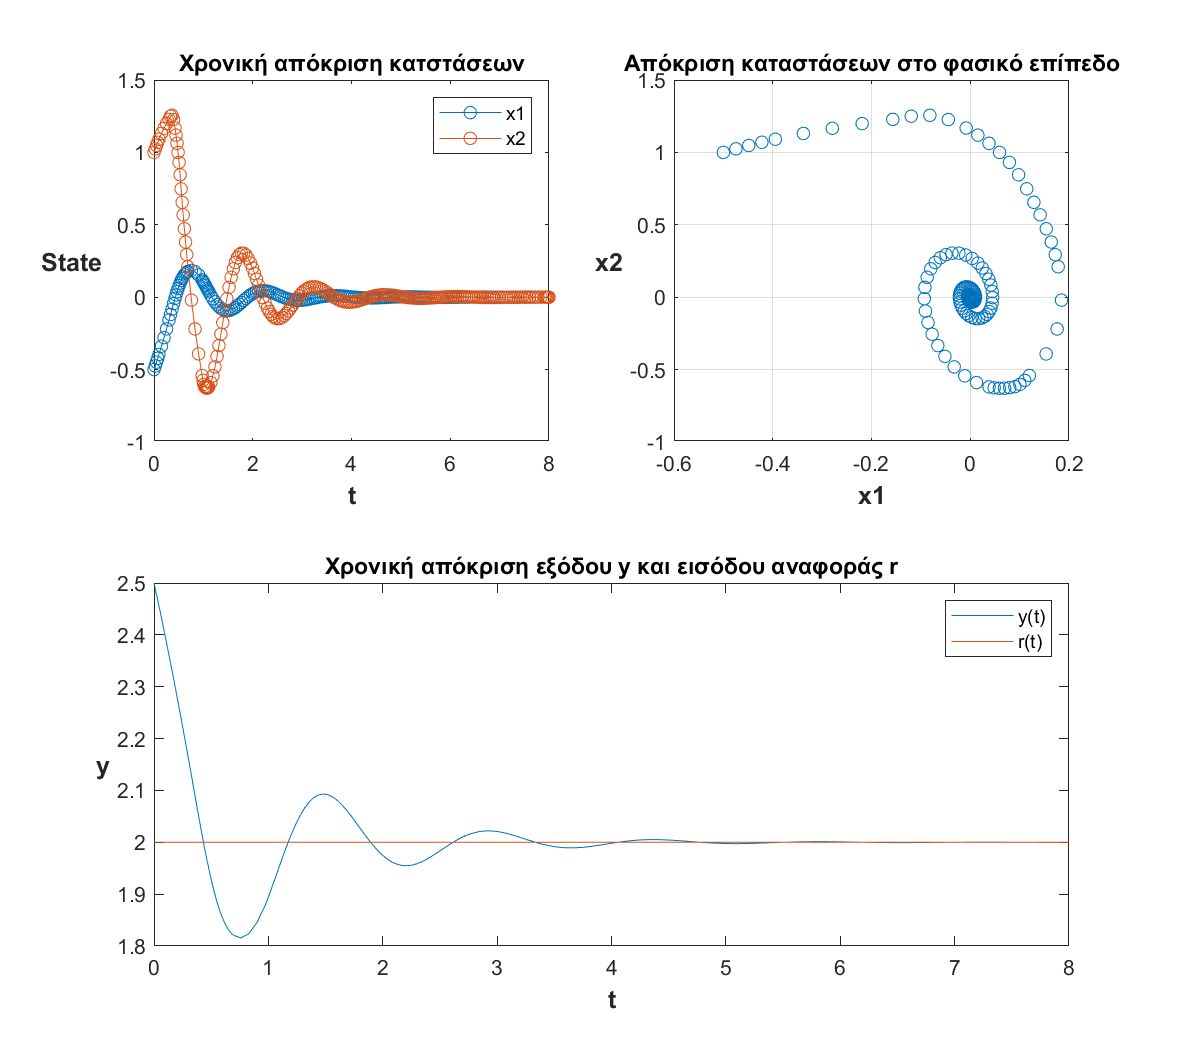 Χρονική απόκριση κατστάσεων
1.5
1
0.5
0
-0.5
-1
State
x1
x2
0 2 4 6 8
t
Απόκριση καταστάσεων στο φασικό επίπεδο
1.5
1
0.5
0
-0.5
-1
x2
-0.6 -0.4 -0.2 0 0.2
x1
Χρονική απόκριση εξόδου y και εισόδου αναφοράς r
2.5
2.4
2.3
2.2
2.1
2
1.9
1.8
y
y(t)
r(t)
0 1 2 3 4 5 6 7 8
t